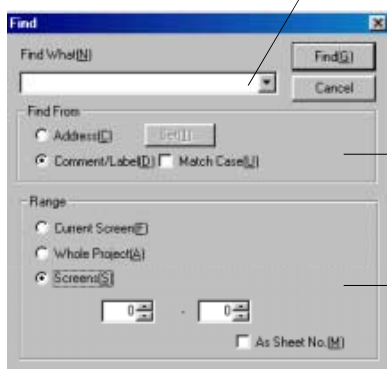 Find
Find What(N)
Find(G)
Cancel
Find From
Address(C)
Comment/Label(D) Match Case(U)
Range
Current Screen(F)
Whole Project(A)
Screens(S)
0 - 0
As Sheet No.(M)